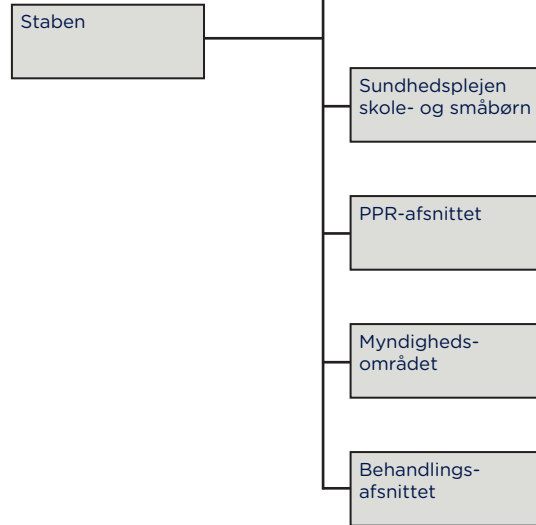 Staben
Sundhedsplejen
skole- og småbørn
PPR-afsnittet
Myndigheds-
området
Behandlings-
afsnittet